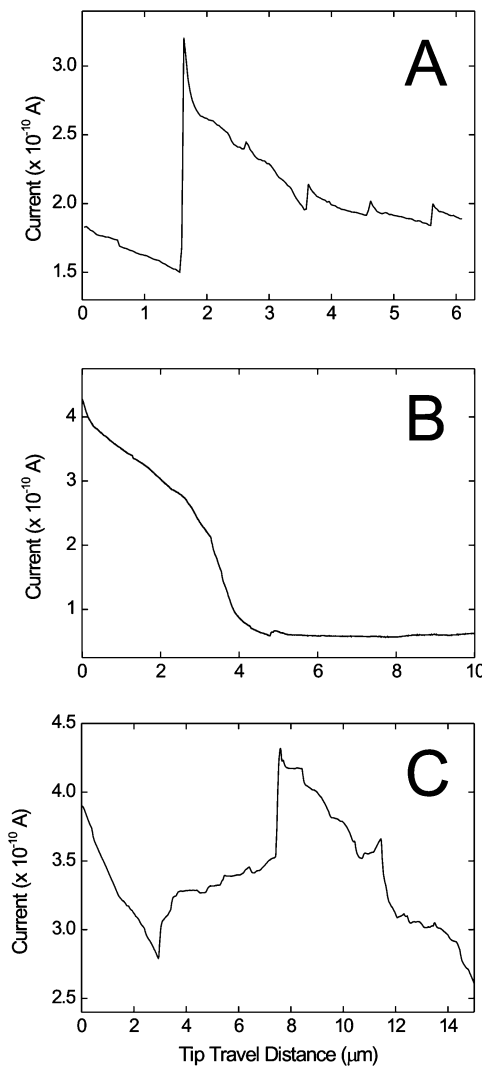 A
3.0
2.5
2.0
1.5
Current (x 10⁻¹⁰ A)
0 1 2 3 4 5 6
B
4
3
2
1
Current (x 10⁻¹⁰ A)
0 2 4 6 8 10
C
4.5
4.0
3.5
3.0
2.5
Current (x 10⁻¹⁰ A)
0 2 4 6 8 10 12 14
Tip Travel Distance (μm)